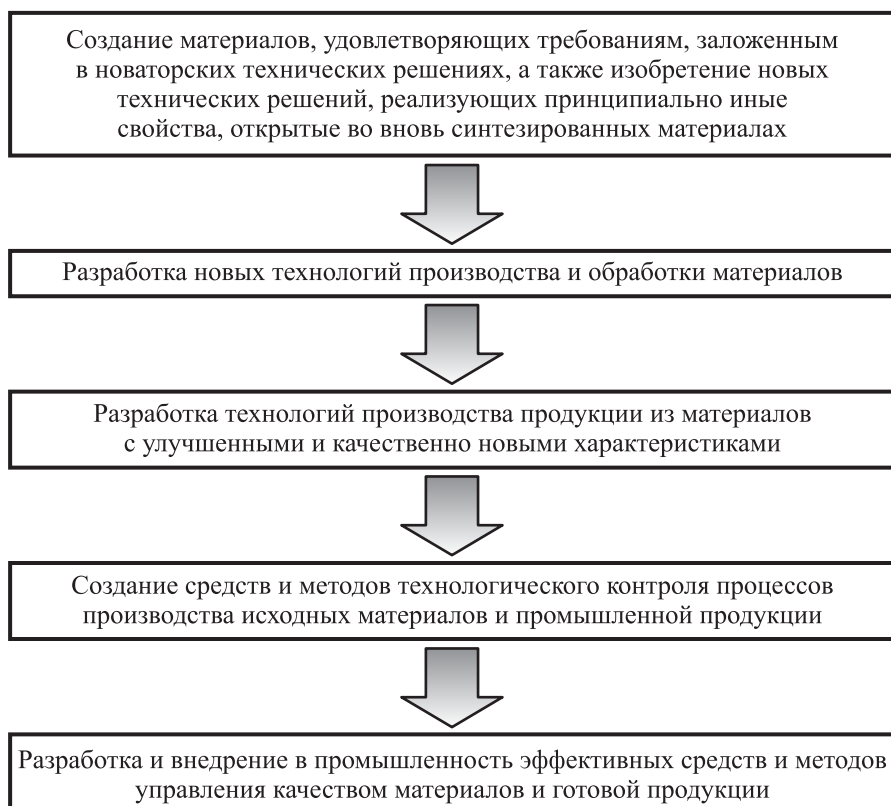 Создание материалов, удовлетворяющих требованиям, заложенным
в новаторских технических решениях, а также изобретение новых
технических решений, реализующих принципиально иные
свойства, открытые во вновь синтезированных материалах
Разработка новых технологий производства и обработки материалов
Разработка технологий производства продукции из материалов
с улучшенными и качественно новыми характеристиками
Создание средств и методов технологического контроля процессов
производства исходных материалов и промышленной продукции
Разработка и внедрение в промышленность эффективных средств и методов
управления качеством материалов и готовой продукции